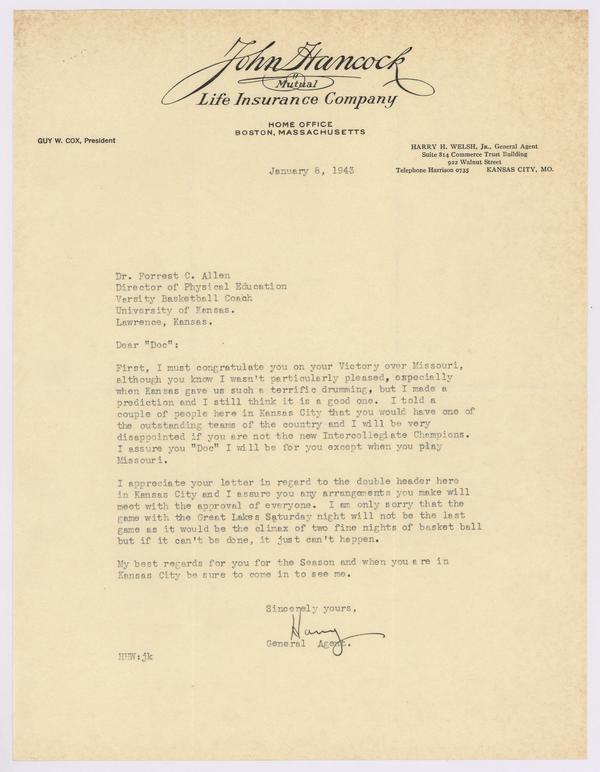 John Hancock
Mutual
Life Insurance Company
HOME OFFICE
BOSTON, MASSACHUSETTS
GUY W. COX, President
HARRY H. WELSH, Jr., General Agent
Suite 814 Commerce Trust Building
922 Walnut Street
Telephone Harrison 0735 KANSAS CITY, MO.
January 8, 1943
Dr. Forrest C. Allen
Director of Physical Education
Varsity Basketball Coach
University of Kansas.
Lawrence, Kansas.
Dear "Doc":
First, I must congratulate you on your Victory over Missouri,
although you know I wasn't particularly pleased, especially
when Kansas gave us such a terrific drumming, but I made a
prediction and I still think it is a good one. I told a
couple of people here in Kansas City that you would have one of
the outstanding teams of the country and I will be very
disappointed if you are not the new Intercollegiate Champions.
I assure you "Doc" I will be for you except when you play
Missouri.
I appreciate your letter in regard to the double header here
in Kansas City and I assure you any arrangements you make will
meet with the approval of everyone. I am only sorry that the
game with the Great Lakes Saturday night will not be the last
game as it would be the climax of two fine nights of basket ball
but if it can't be done, it just can't happen.
My best regards for you for the Season and when you are in
Kansas City be sure to come in to see me.
Sincerely yours,
Harry
General Agent.
HHW:jk